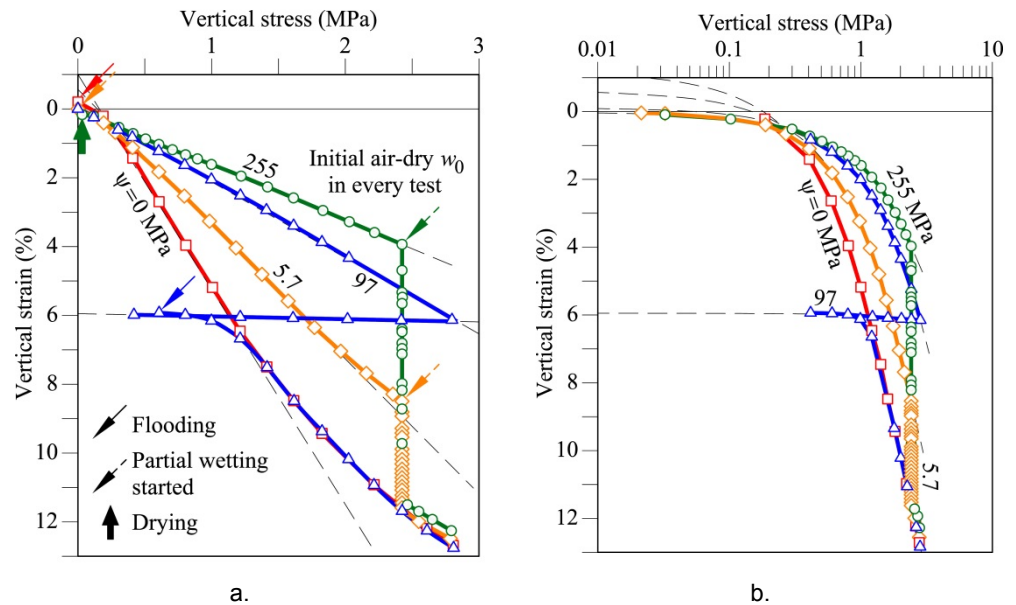 Vertical stress (MPa)
0 1 2 3
Vertical strain (%)
0
2
4
6
8
10
12
255
Initial air-dry w0
in every test
ψ=0 MPa
5.7
97
Flooding
Partial wetting
started
Drying
a.
Vertical stress (MPa)
0.01 0.1 1 10
Vertical strain (%)
0
2
4
6
8
10
12
255 MPa
ψ=0 MPa
97
5.7
b.